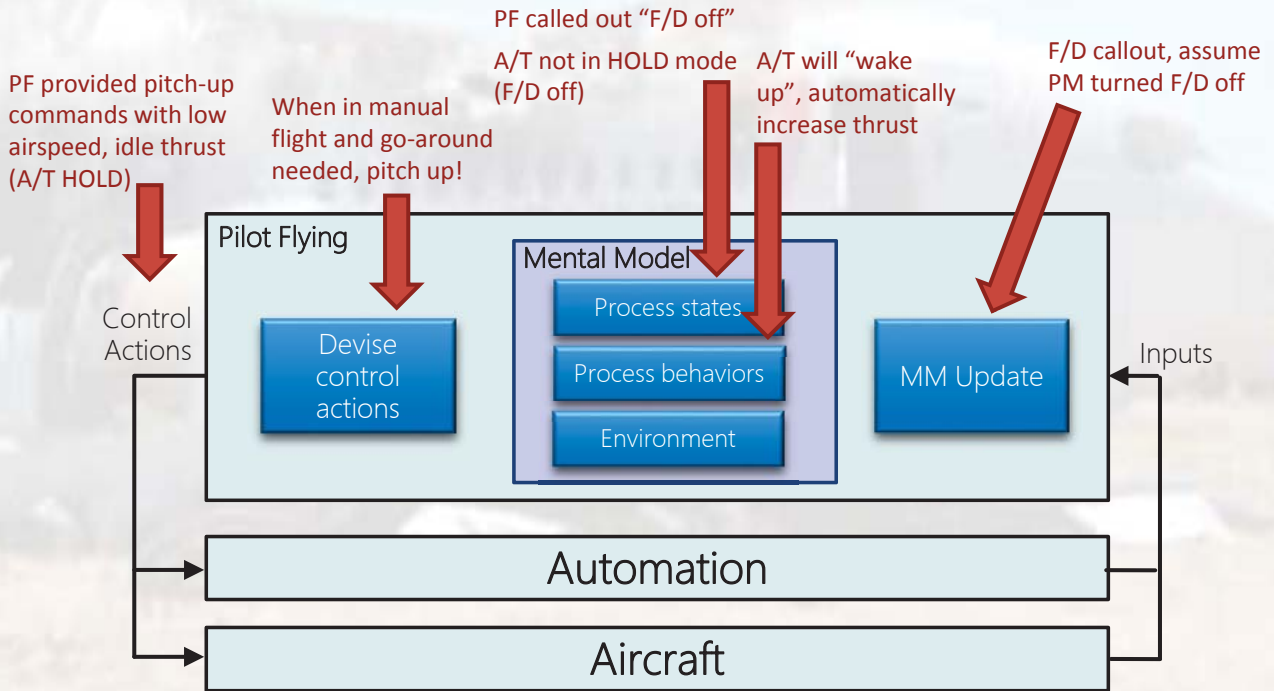 PF called out “F/D off”
A/T not in HOLD mode
(F/D off)
A/T will “wake
up”, automatically
increase thrust
F/D callout, assume
PM turned F/D off
PF provided pitch-up
commands with low
airspeed, idle thrust
(A/T HOLD)
When in manual
flight and go-around
needed, pitch up!
Pilot Flying
Mental Model
Process states
Process behaviors
Environment
Control
Actions
Devise
control
actions
MM Update
Inputs
Automation
Aircraft